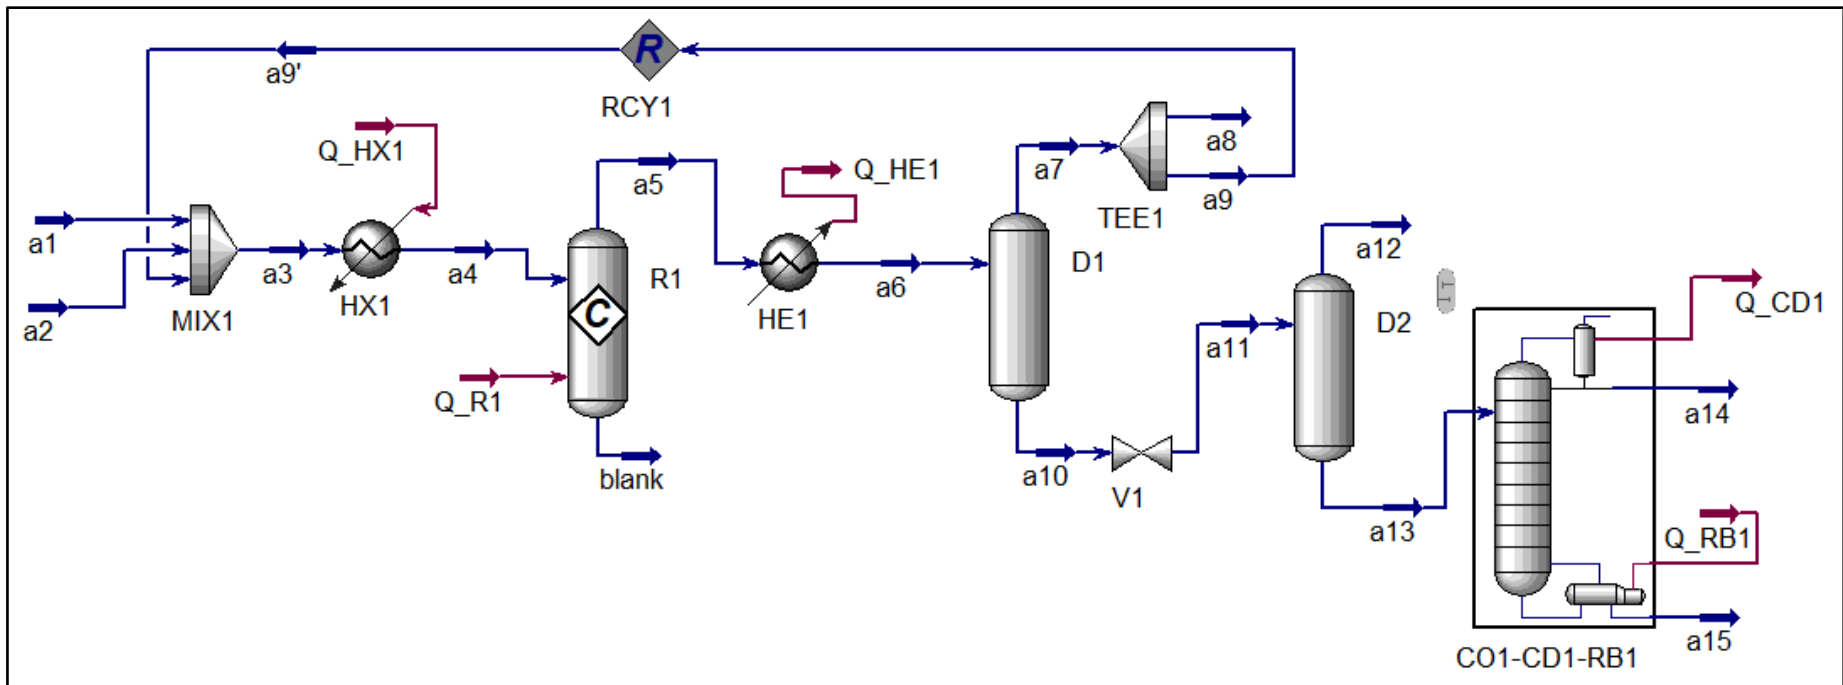 a9'
R
RCY1
Q_HX1
a5
Q_HE1
a7
a8
a9
TEE1
a1
a2
MIX1
a3
HX1
a4
R1
C
Q_R1
blank
HE1
a6
D1
a10
V1
a11
a12
D2
IT
a13
Q_CD1
a14
Q_RB1
a15
CO1-CD1-RB1